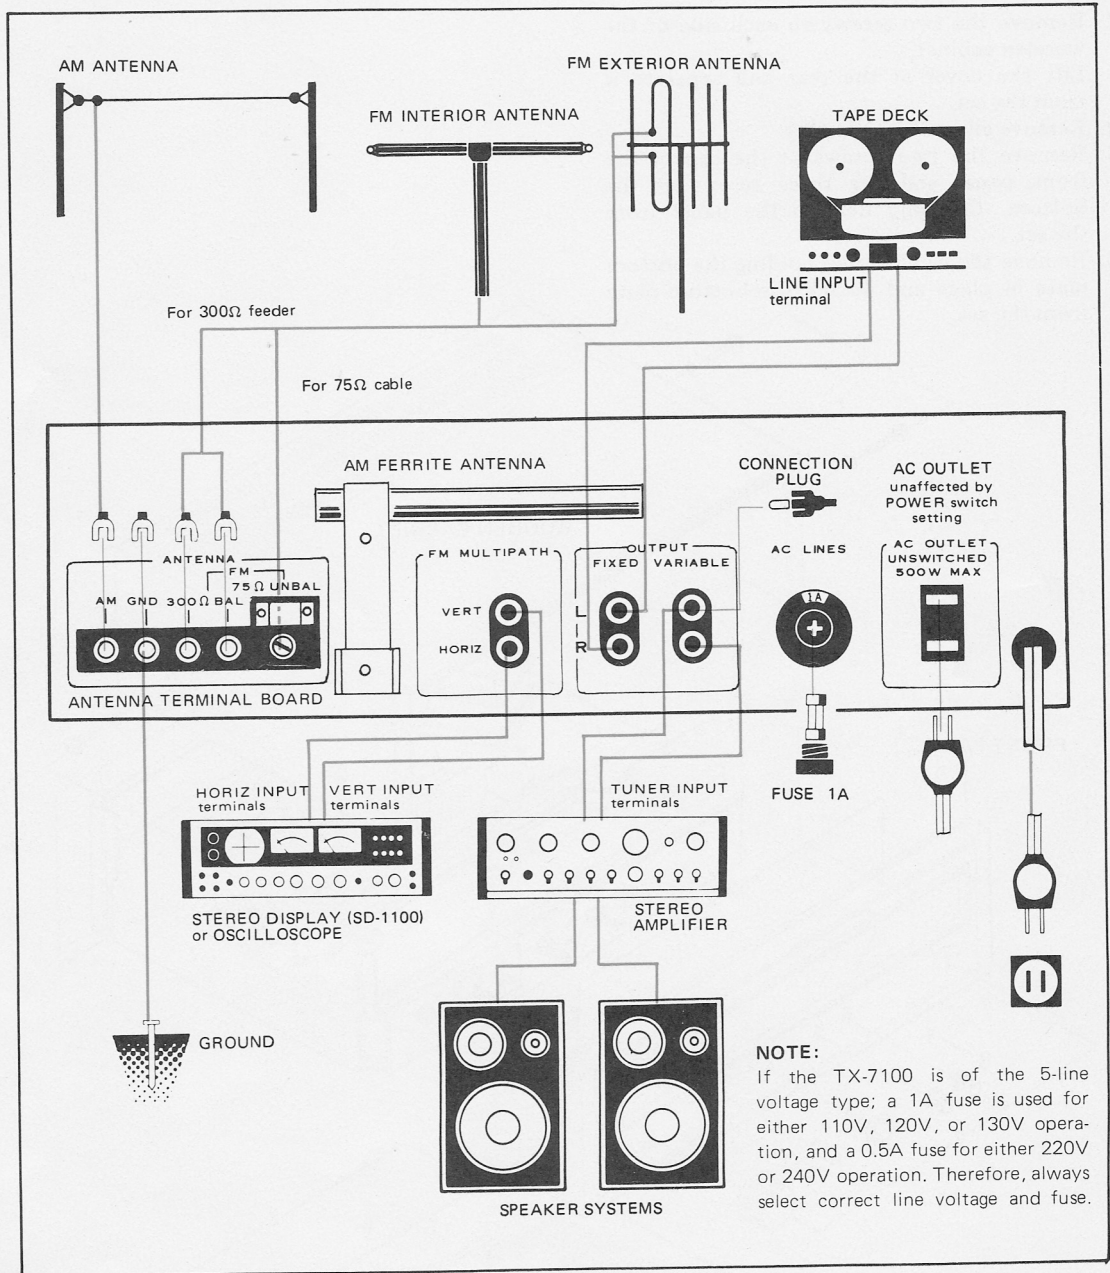 AM ANTENNA
FM EXTERIOR ANTENNA
FM INTERIOR ANTENNA
TAPE DECK
LINE INPUT
terminal
For 300Ω feeder
For 75Ω cable
AM FERRITE ANTENNA
CONNECTION
PLUG
AC OUTLET
unaffected by
POWER switch
setting
ANTENNA
FM
75Ω UNBAL
AM GND 300Ω BAL
ANTENNA TERMINAL BOARD
FM MULTIPATH
VERT
HORIZ
OUTPUT
FIXED VARIABLE
L
R
AC LINES
1A
AC OUTLET
UNSWITCHED
500W MAX
FUSE 1A
HORIZ INPUT
terminals
VERT INPUT
terminals
TUNER INPUT
terminals
STEREO DISPLAY (SD-1100)
or OSCILLOSCOPE
STEREO
AMPLIFIER
GROUND
SPEAKER SYSTEMS
NOTE:
If the TX-7100 is of the 5-line
voltage type; a 1A fuse is used for
either 110V, 120V, or 130V opera-
tion, and a 0.5A fuse for either 220V
or 240V operation. Therefore, always
select correct line voltage and fuse.